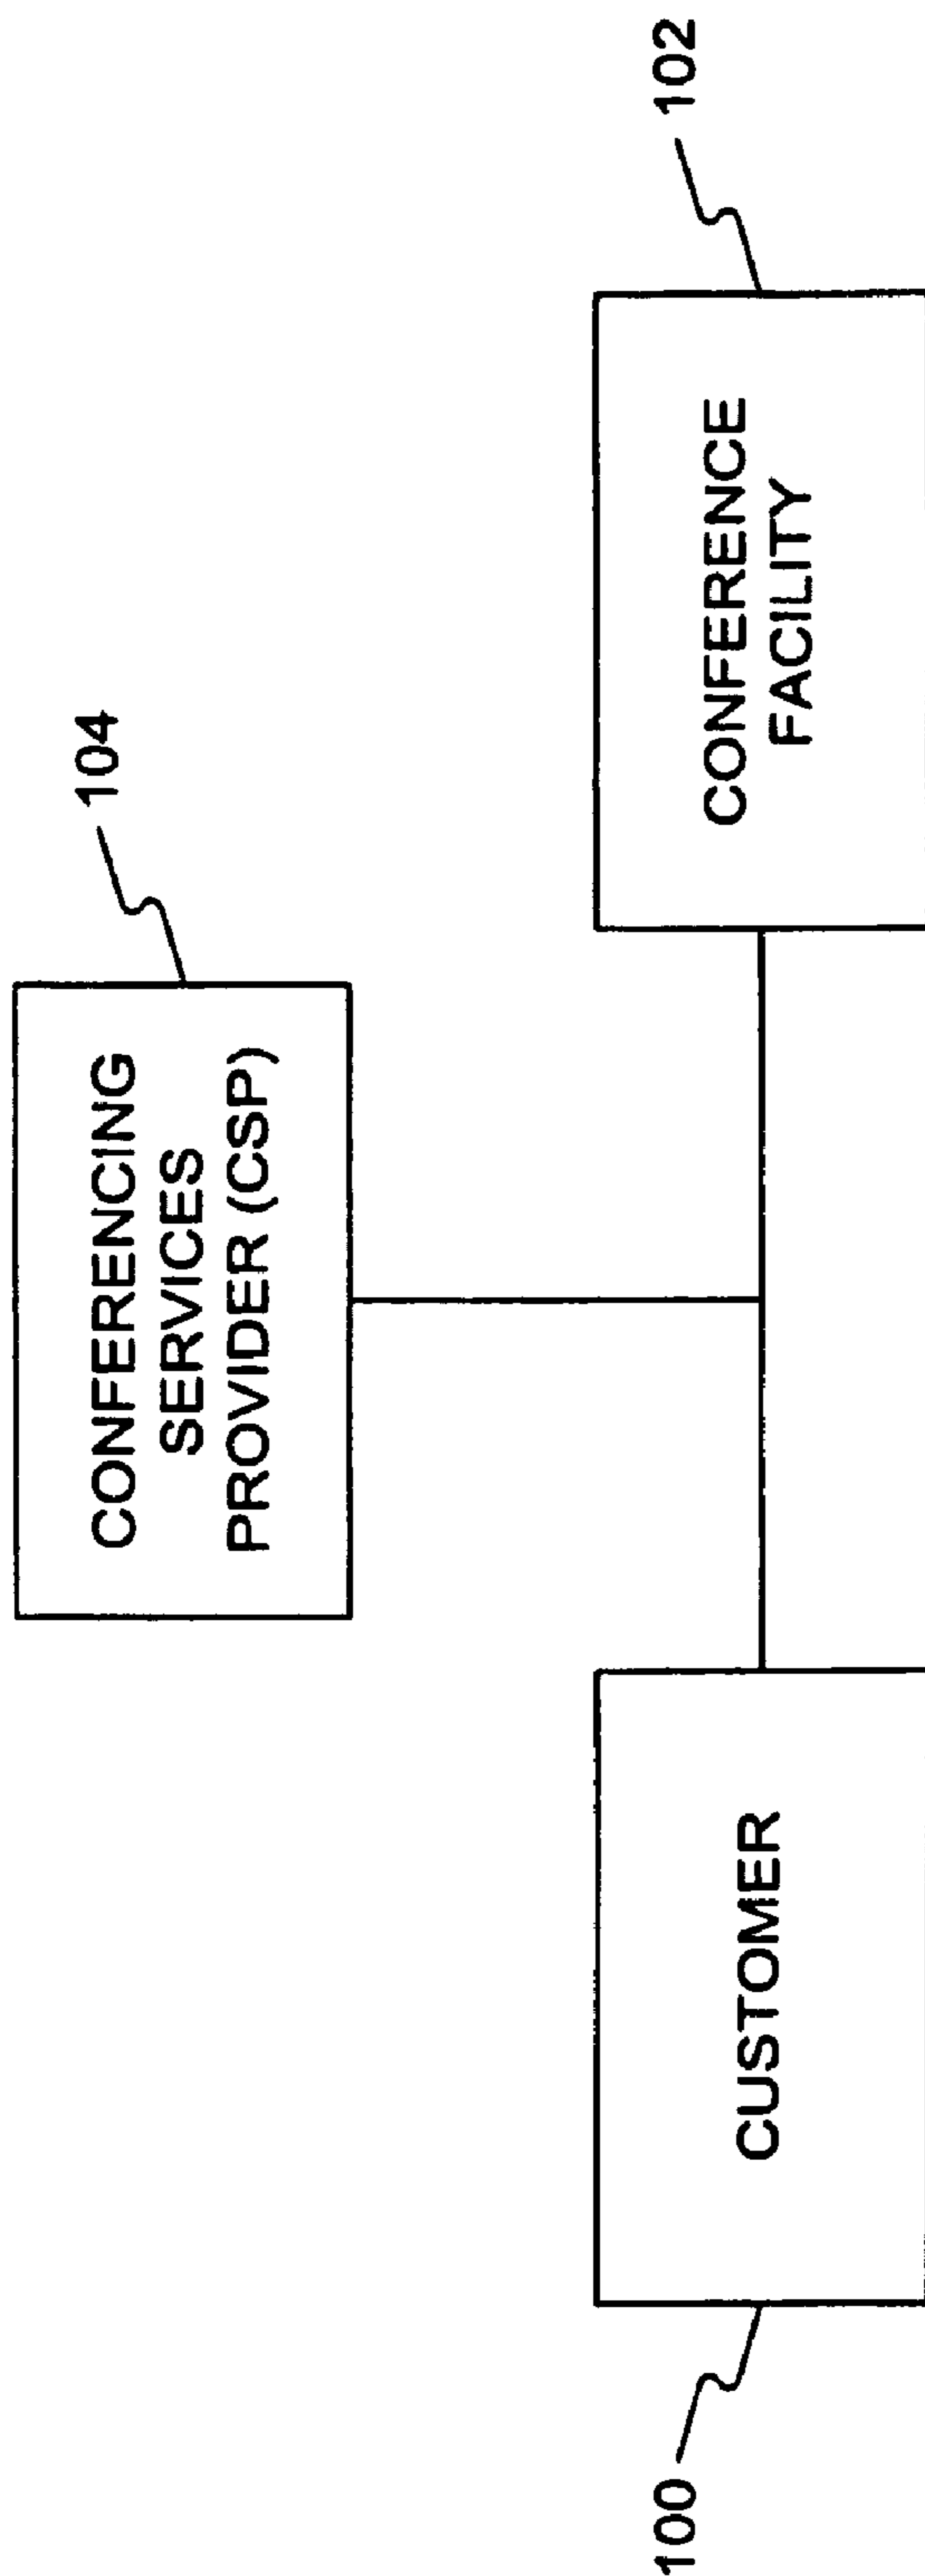 104
CONFERENCING
SERVICES
PROVIDER (CSP)
100
CUSTOMER
CONFERENCE
FACILITY
102